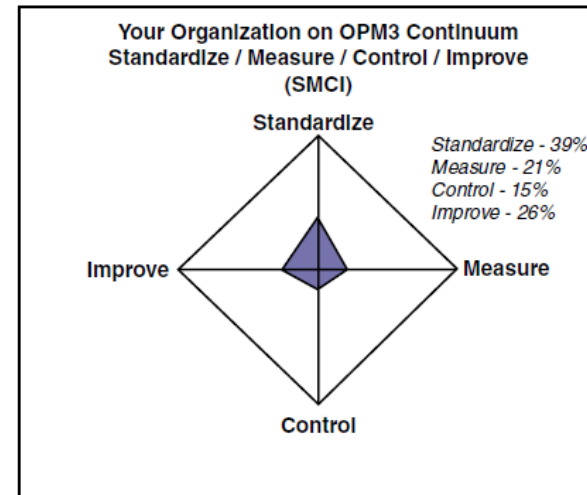 Your Organization on OPM3 Continuum
Standardize / Measure / Control / Improve
(SMCI)
Standardize
Standardize - 39%
Measure - 21%
Control - 15%
Improve - 26%
Improve
Measure
Control